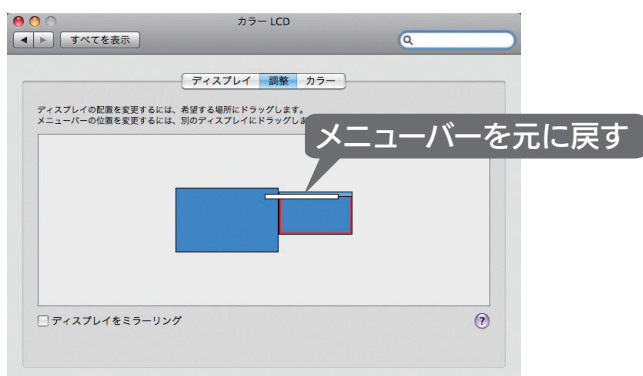 カラー LCD
すべてを表示
ディスプレイ 調整 カラー
ディスプレイの配置を変更するには、希望する場所にドラッグします。
メニューバーの位置を変更するには、別のディスプレイにドラッグしま
メニューバーを元に戻す
ディスプレイをミラーリング
?